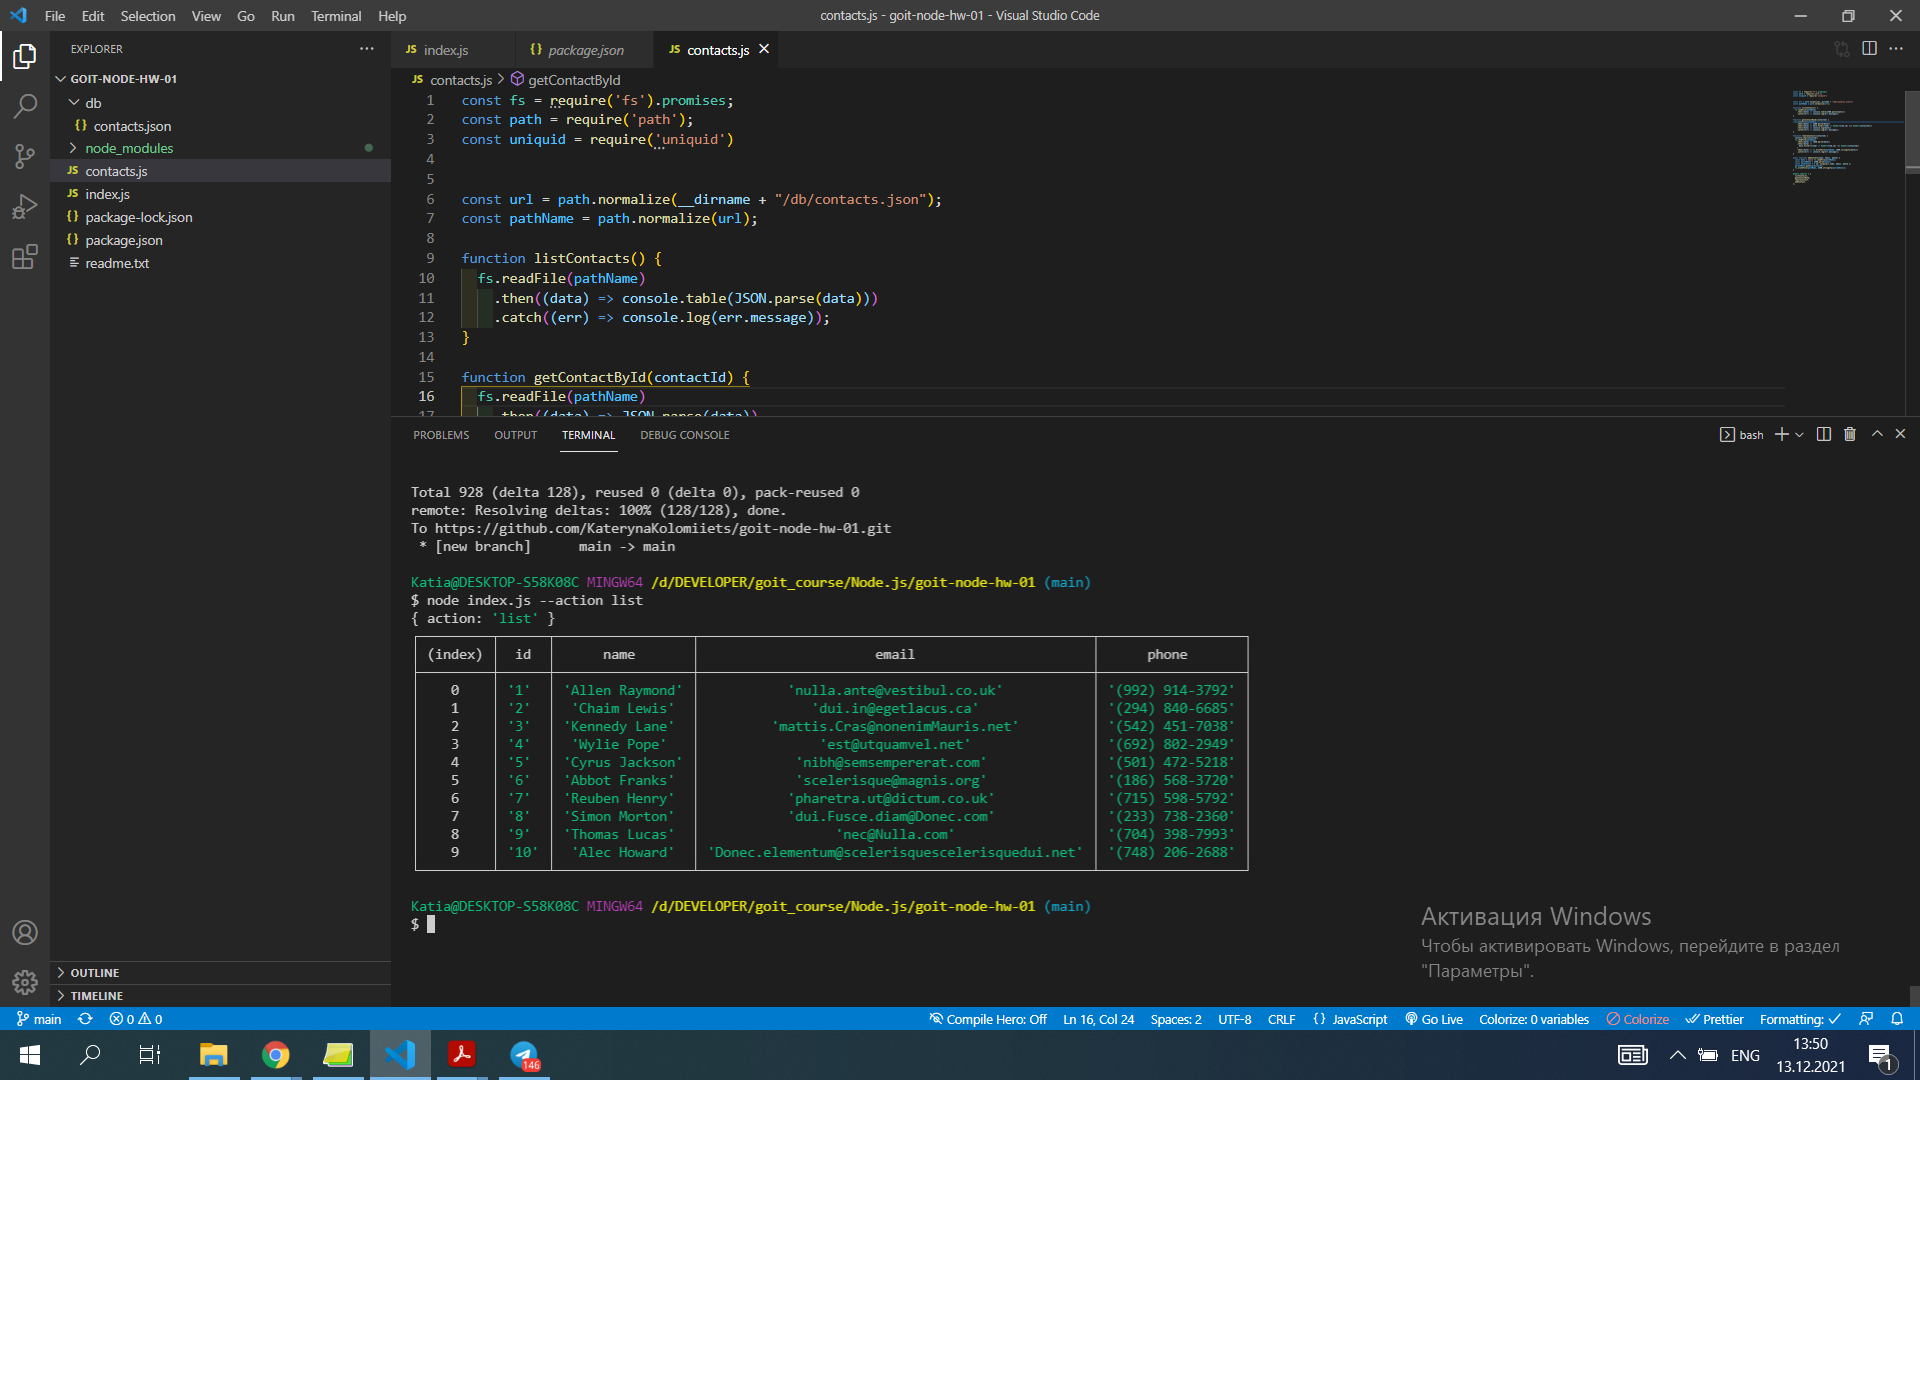 File Edit Selection View Go Run Terminal Help
contacts.js - goit-node-hw-01 - Visual Studio Code
EXPLORER
GOIT-NODE-HW-01
db
{} contacts.json
node_modules
JS contacts.js
JS index.js
{} package-lock.json
{} package.json
readme.txt
OUTLINE
TIMELINE
JS index.js
{} package.json
JS contacts.js
JS contacts.js > getContactById
1 const fs = require('fs').promises;
2 const path = require('path');
3 const uniquid = require('uniquid')
4
5
6 const url = path.normalize(__dirname + "/db/contacts.json");
7 const pathName = path.normalize(url);
8
9 function listContacts() {
10 fs.readFile(pathName)
11 .then((data) => console.table(JSON.parse(data)))
12 .catch((err) => console.log(err.message));
13 }
14
15 function getContactById(contactId) {
16 fs.readFile(pathName)
17 .then((data) => JSON.parse(data))
PROBLEMS OUTPUT TERMINAL DEBUG CONSOLE
bash
Total 928 (delta 128), reused 0 (delta 0), pack-reused 0
remote: Resolving deltas: 100% (128/128), done.
To https://github.com/KaterynaKolomiiets/goit-node-hw-01.git
* [new branch] main -> main
Katia@DESKTOP-S58K08C MINGW64 /d/DEVELOPER/goit_course/Node.js/goit-node-hw-01 (main)
$ node index.js --action list
{ action: 'list' }
(index) id name email phone
0 '1' 'Allen Raymond' 'nulla.ante@vestibul.co.uk' '(992) 914-3792'
1 '2' 'Chaim Lewis' 'dui.in@egetlacus.ca' '(294) 840-6685'
2 '3' 'Kennedy Lane' 'mattis.Cras@nonenimMauris.net' '(542) 451-7038'
3 '4' 'Wylie Pope' 'est@utquamvel.net' '(692) 802-2949'
4 '5' 'Cyrus Jackson' 'nibh@semsempererat.com' '(501) 472-5218'
5 '6' 'Abbot Franks' 'scelerisque@magnis.org' '(186) 568-3720'
6 '7' 'Reuben Henry' 'pharetra.ut@dictum.co.uk' '(715) 598-5792'
7 '8' 'Simon Morton' 'dui.Fusce.diam@Donec.com' '(233) 738-2360'
8 '9' 'Thomas Lucas' 'nec@Nulla.com' '(704) 398-7993'
9 '10' 'Alec Howard' 'Donec.elementum@scelerisquescelerisquedui.net' '(748) 206-2688'
Katia@DESKTOP-S58K08C MINGW64 /d/DEVELOPER/goit_course/Node.js/goit-node-hw-01 (main)
$
Активация Windows
Чтобы активировать Windows, перейдите в раздел
"Параметры".
main 0 0 Compile Hero: Off Ln 16, Col 24 Spaces: 2 UTF-8 CRLF {} JavaScript Go Live Colorize: 0 variables Colorize Prettier Formatting:
146
ENG
13:50
13.12.2021
1